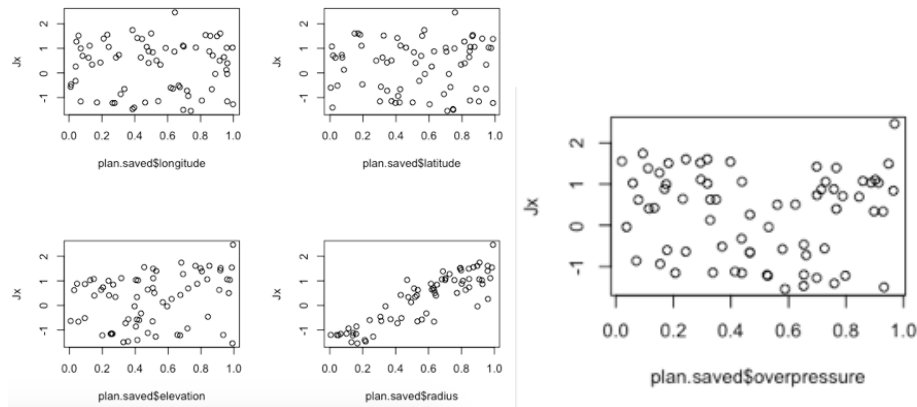 Jx
2
1
0
-1
0.0 0.2 0.4 0.6 0.8 1.0
plan.saved$longitude
Jx
2
1
0
-1
0.0 0.2 0.4 0.6 0.8 1.0
plan.saved$latitude
Jx
2
1
0
-1
0.0 0.2 0.4 0.6 0.8 1.0
plan.saved$elevation
Jx
2
1
0
-1
0.0 0.2 0.4 0.6 0.8 1.0
plan.saved$radius
Jx
2
1
0
-1
0.0 0.2 0.4 0.6 0.8 1.0
plan.saved$overpressure